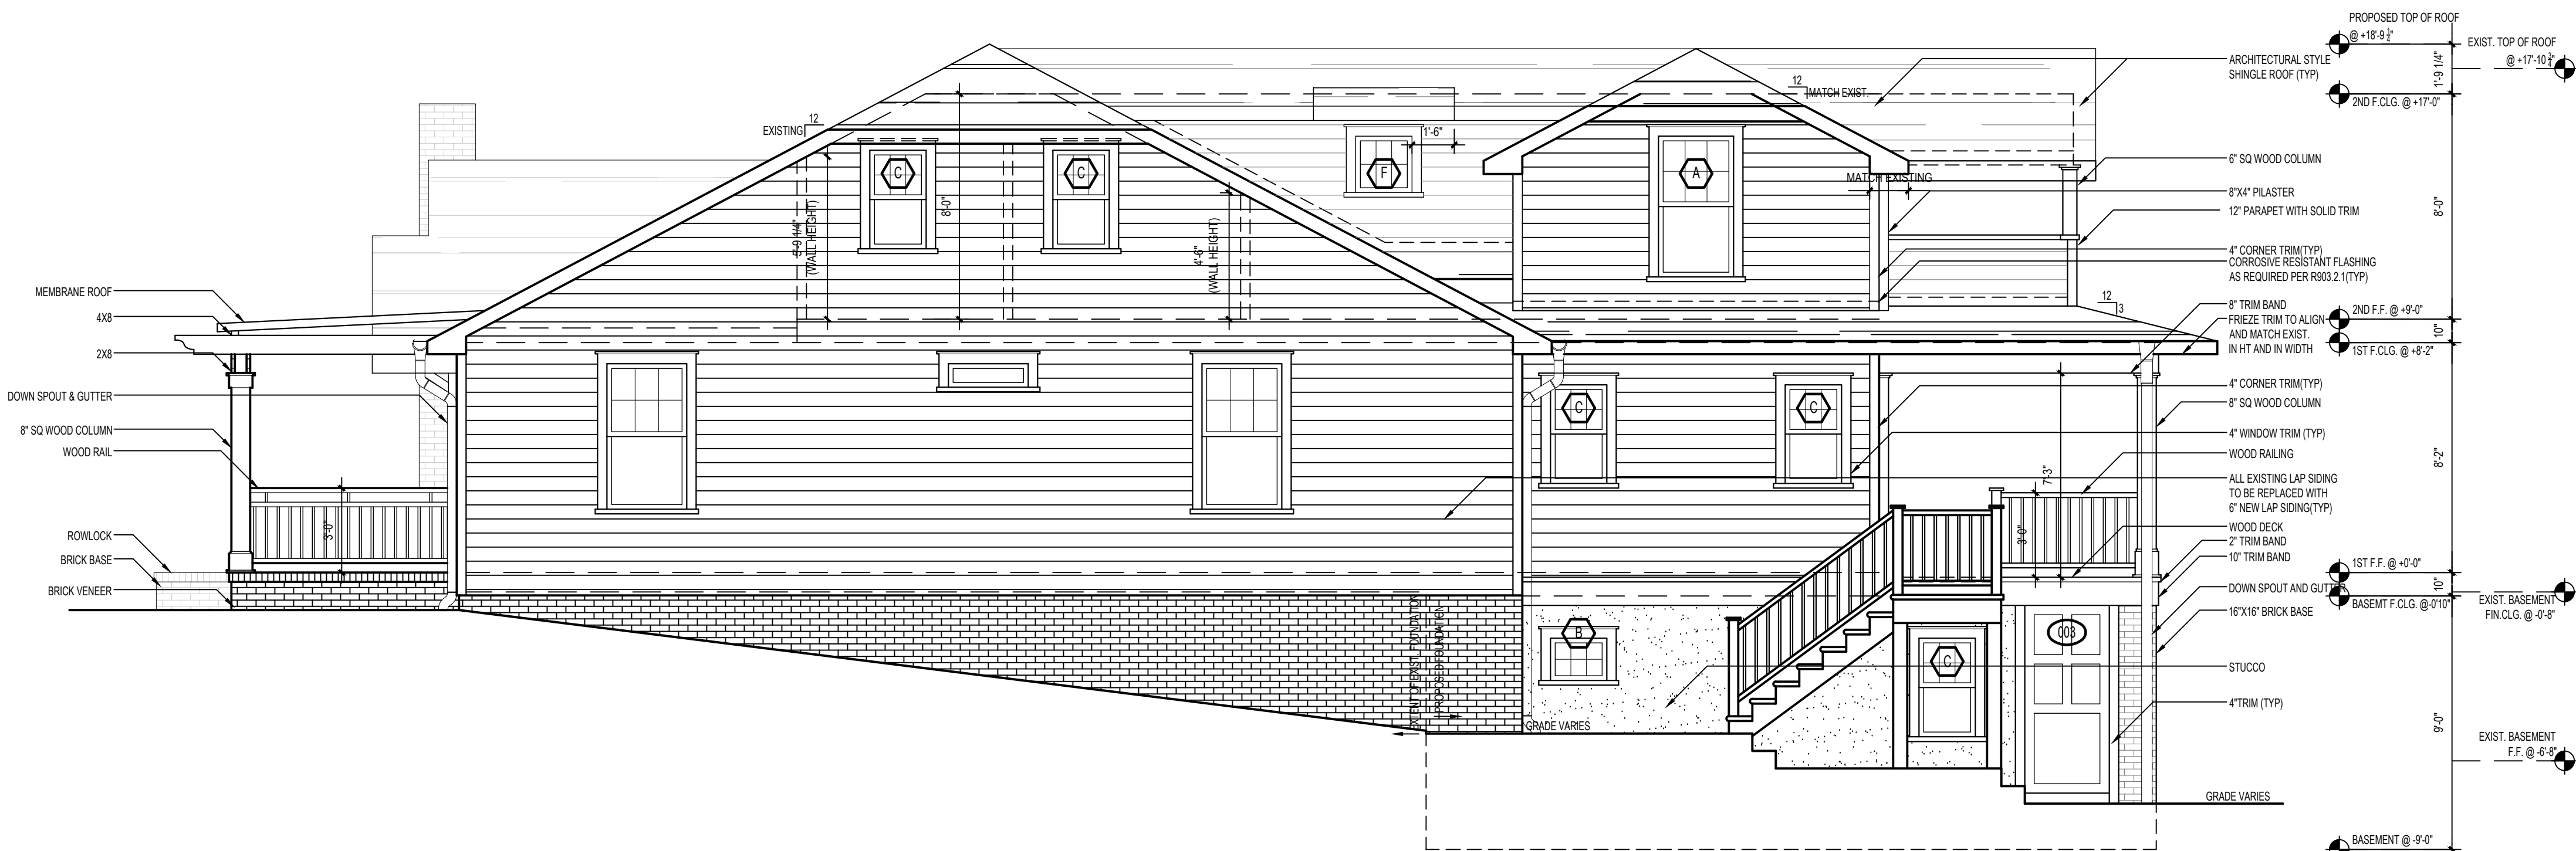 PROPOSED TOP OF ROOF
@ +18'-9 1/4"
EXIST. TOP OF ROOF
@ +17'-10 3/4"
1'-9 1/4"
2ND F.CLG. @ +17'-0"
8'-0"
2ND F.F. @ +9'-0"
10"
1ST F.CLG. @ +8'-2"
8'-2"
1ST F.F. @ +0'-0"
10"
BASEMT F.CLG. @-0'10"
EXIST. BASEMENT
FIN.CLG. @ -0'-8"
9'-0"
EXIST. BASEMENT
F.F. @ -6'-8"
BASEMENT @ -9'-0"
ARCHITECTURAL STYLE
SHINGLE ROOF (TYP)
6" SQ WOOD COLUMN
8"X4" PILASTER
12" PARAPET WITH SOLID TRIM
4" CORNER TRIM(TYP)
CORROSIVE RESISTANT FLASHING
AS REQUIRED PER R903.2.1(TYP)
8" TRIM BAND
FRIEZE TRIM TO ALIGN
AND MATCH EXIST.
IN HT AND IN WIDTH
4" CORNER TRIM(TYP)
8" SQ WOOD COLUMN
4" WINDOW TRIM (TYP)
WOOD RAILING
ALL EXISTING LAP SIDING
TO BE REPLACED WITH
6" NEW LAP SIDING(TYP)
WOOD DECK
2" TRIM BAND
10" TRIM BAND
DOWN SPOUT AND GUTTER
16"X16" BRICK BASE
STUCCO
4"TRIM (TYP)
GRADE VARIES
MEMBRANE ROOF
4X8
2X8
DOWN SPOUT & GUTTER
8" SQ WOOD COLUMN
WOOD RAIL
ROWLOCK
BRICK BASE
BRICK VENEER
3'-0"
EXISTING
12
C
C
5'-9 1/4"
(WALL HEIGHT)
8'-0"
4'-6"
(WALL HEIGHT)
F
1'-6"
A
12
MATCH EXIST.
MATCH EXISTING
12
3
C
C
7'-3"
3'-0"
B
C
003
EXTENT OF EXIST. FOUNDATION
PROPOSED FOUNDATION
GRADE VARIES